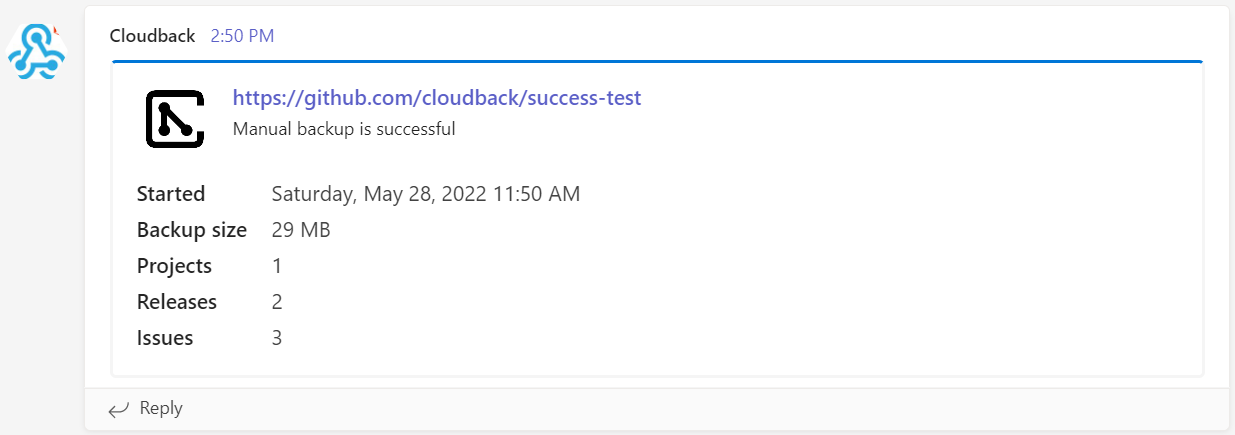 Cloudback 2:50 PM
https://github.com/cloudback/success-test
Manual backup is successful
Started Saturday, May 28, 2022 11:50 AM
Backup size 29 MB
Projects 1
Releases 2
Issues 3
Reply